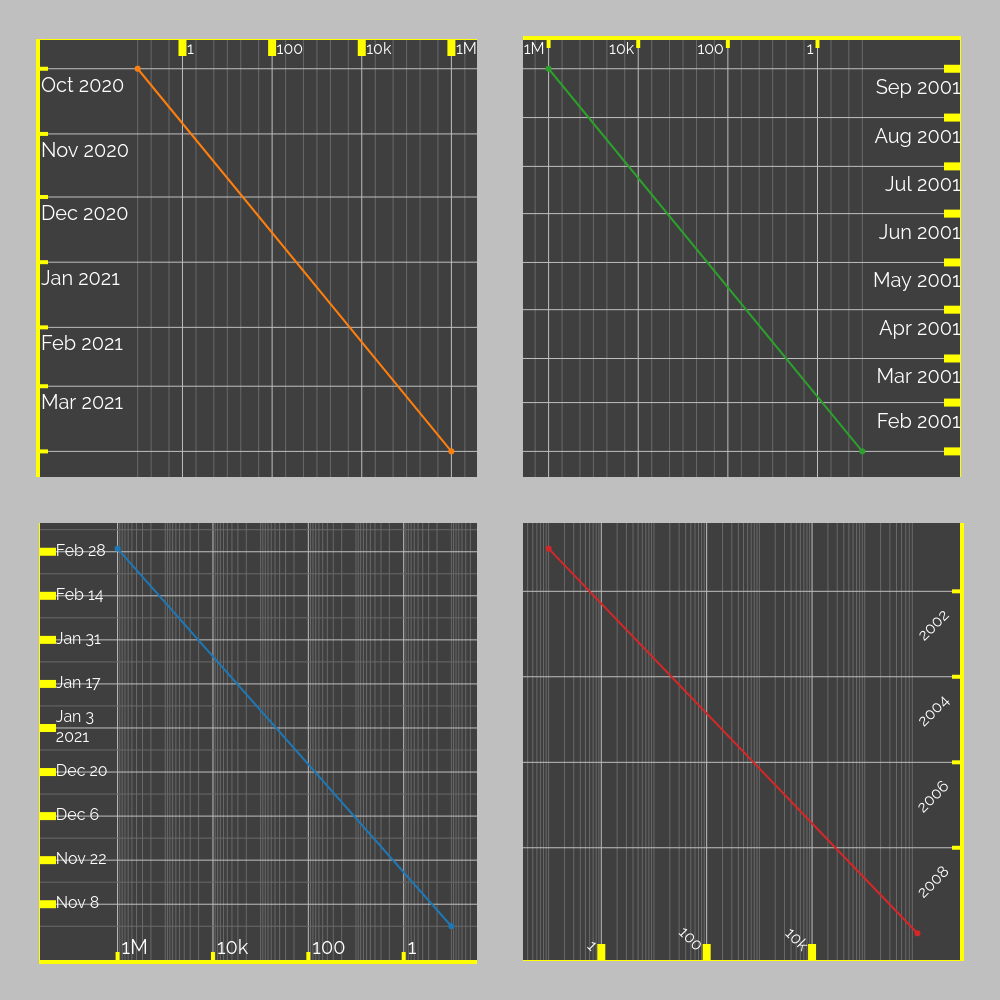 1 100 10k 1M
Oct 2020
Nov 2020
Dec 2020
Jan 2021
Feb 2021
Mar 2021
1M 10k 100 1
Sep 2001
Aug 2001
Jul 2001
Jun 2001
May 2001
Apr 2001
Mar 2001
Feb 2001
Feb 28
Feb 14
Jan 31
Jan 17
Jan 3
2021
Dec 20
Dec 6
Nov 22
Nov 8
1M 10k 100 1
2002
2004
2006
2008
1 100 10k